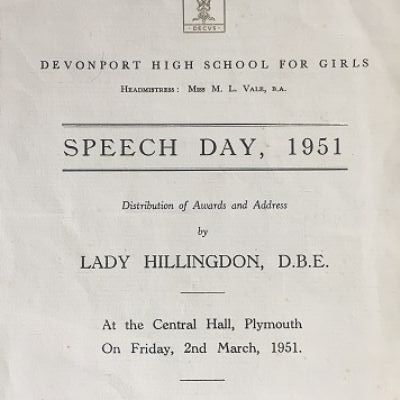 DECVS
DEVONPORT HIGH SCHOOL FOR GIRLS
HEADMISTRESS: MISS M. L. VALE, B.A.
SPEECH DAY, 1951
Distribution of Awards and Address
by
LADY HILLINGDON, D.B.E.
At the Central Hall, Plymouth
On Friday, 2nd March, 1951.